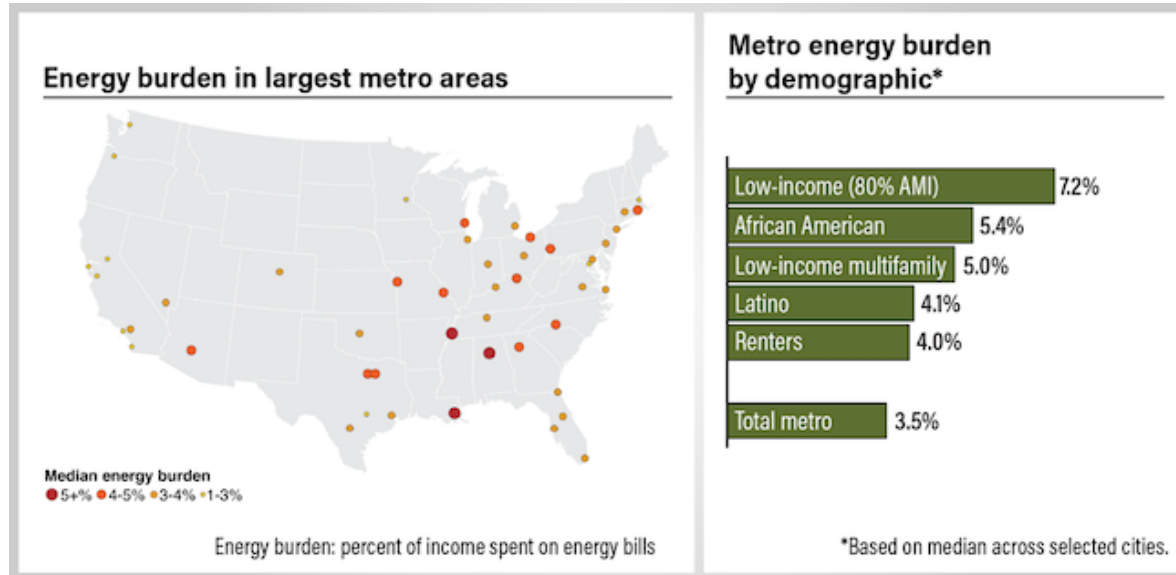 Energy burden in largest metro areas
Median energy burden
5+% 4-5% 3-4% 1-3%
Energy burden: percent of income spent on energy bills
Metro energy burden
by demographic*
Low-income (80% AMI) 7.2%
African American 5.4%
Low-income multifamily 5.0%
Latino 4.1%
Renters 4.0%
Total metro 3.5%
*Based on median across selected cities.